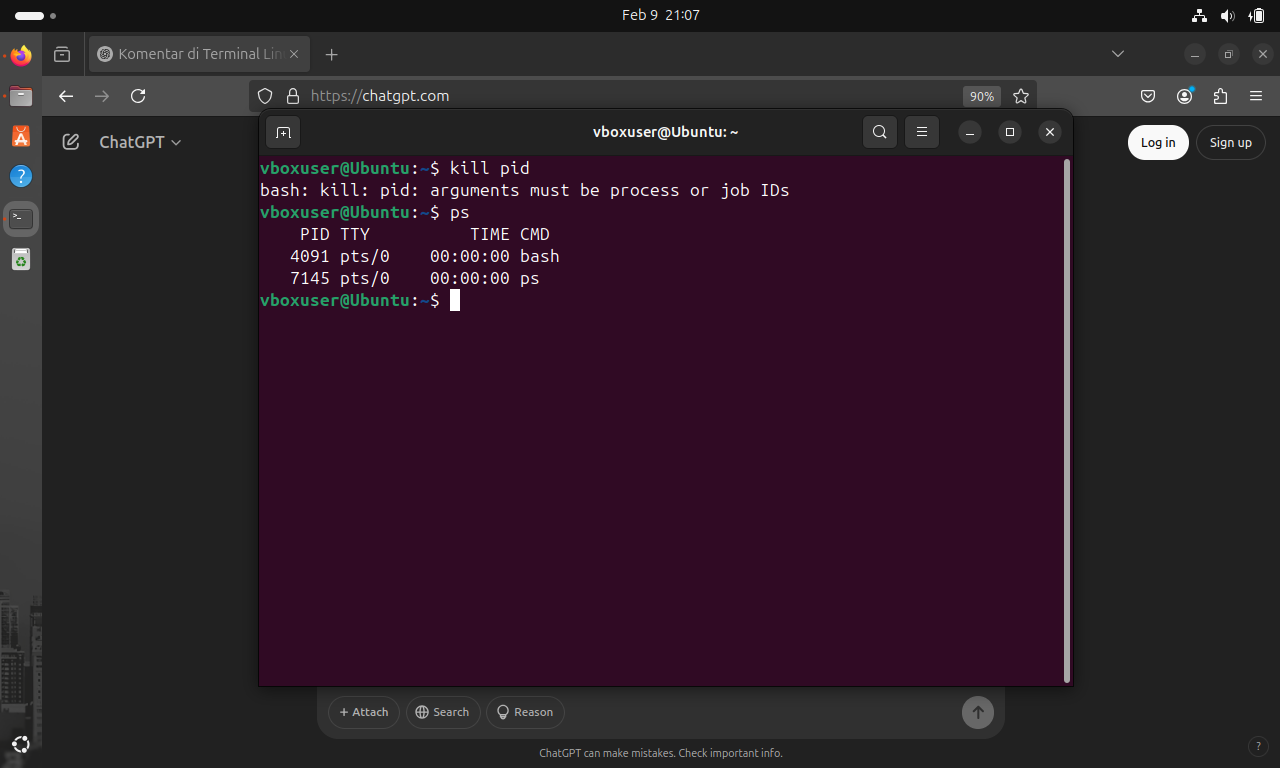 Feb 9 21:07
Komentar di Terminal Lin
https://chatgpt.com
90%
ChatGPT
Log in
Sign up
vboxuser@Ubuntu: ~
vboxuser@Ubuntu:~$ kill pid
bash: kill: pid: arguments must be process or job IDs
vboxuser@Ubuntu:~$ ps
PID TTY TIME CMD
4091 pts/0 00:00:00 bash
7145 pts/0 00:00:00 ps
vboxuser@Ubuntu:~$
+ Attach
Search
Reason
ChatGPT can make mistakes. Check important info.
?